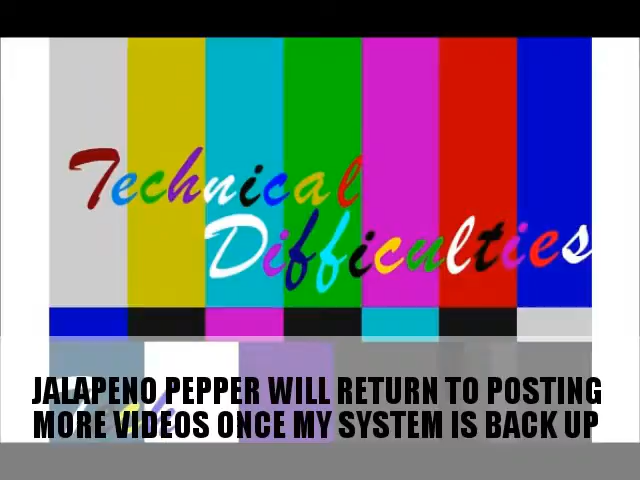 Technical
Difficulties
JALAPENO PEPPER WILL RETURN TO POSTING
MORE VIDEOS ONCE MY SYSTEM IS BACK UP